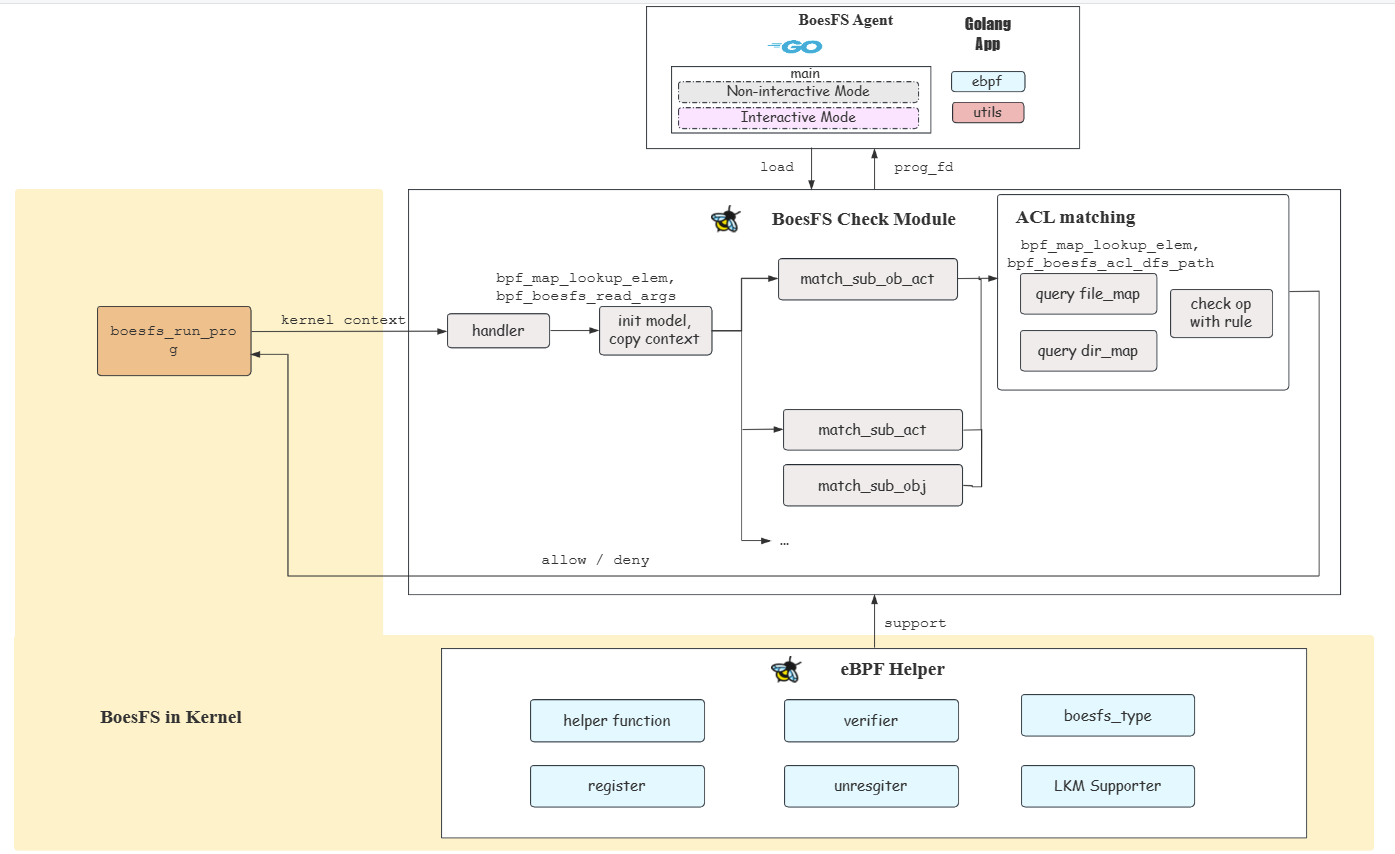 BoesFS Agent
GO
Golang
App
main
Non-interactive Mode
Interactive Mode
ebpf
utils
load
prog_fd
BoesFS Check Module
ACL matching
bpf_map_lookup_elem,
bpf_boesfs_acl_dfs_path
query file_map
query dir_map
check op
with rule
bpf_map_lookup_elem,
bpf_boesfs_read_args
match_sub_ob_act
boesfs_run_pro
g
kernel context
handler
init model,
copy context
match_sub_act
match_sub_obj
...
allow / deny
support
eBPF Helper
BoesFS in Kernel
helper function
verifier
boesfs_type
register
unresgiter
LKM Supporter